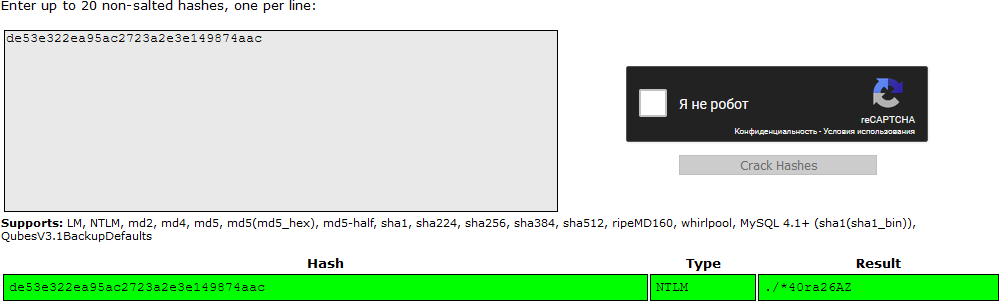 Enter up to 20 non-salted hashes, one per line:
de53e322ea95ac2723a2e3e149874aac
Я не робот
reCAPTCHA
Конфиденциальность - Условия использования
Crack Hashes
Supports: LM, NTLM, md2, md4, md5, md5(md5_hex), md5-half, sha1, sha224, sha256, sha384, sha512, ripeMD160, whirlpool, MySQL 4.1+ (sha1(sha1_bin)),
QubesV3.1BackupDefaults
Hash Type Result
de53e322ea95ac2723a2e3e149874aac NTLM ./*40ra26AZ